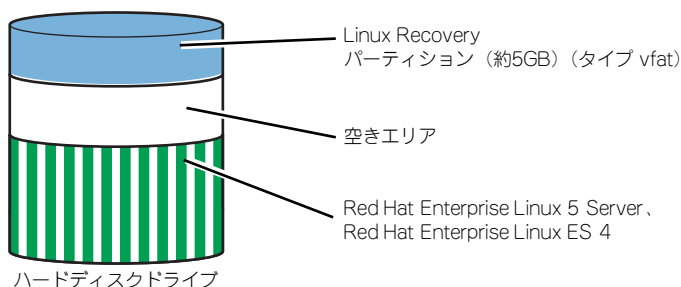 Linux Recovery
パーティション（約5GB）（タイプ vfat）
空きエリア
Red Hat Enterprise Linux 5 Server、
Red Hat Enterprise Linux ES 4
ハードディスクドライブ